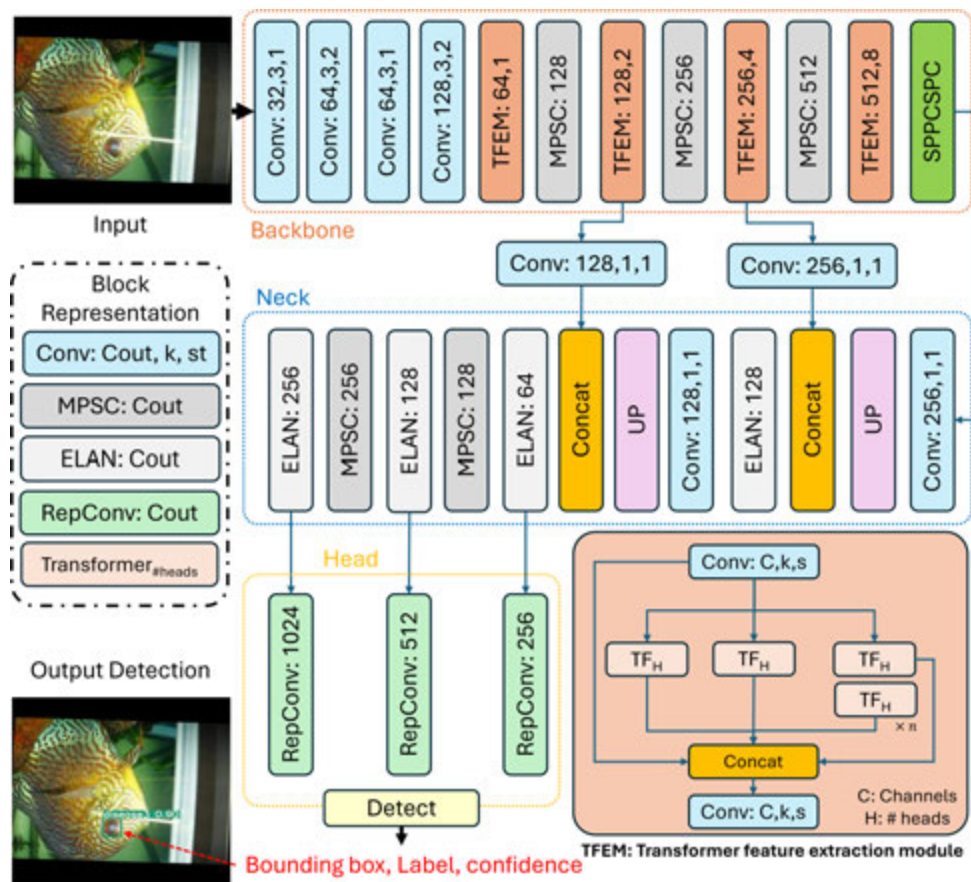 Conv: 32,3,1
Conv: 64,3,2
Conv: 64,3,1
Conv: 128,3,2
TFEM: 64,1
MPSC: 128
TFEM: 128,2
MPSC: 256
TFEM: 256,4
MPSC: 512
TFEM: 512,8
SPPCSPC
Input
Backbone
Conv: 128,1,1
Conv: 256,1,1
Block
Representation
Conv: Cout, k, st
MPSC: Cout
ELAN: Cout
RepConv: Cout
Transformer#heads
Neck
ELAN: 256
MPSC: 256
ELAN: 128
MPSC: 128
ELAN: 64
Concat
UP
Conv: 128,1,1
ELAN: 128
Concat
UP
Conv: 256,1,1
Head
RepConv: 1024
RepConv: 512
RepConv: 256
Detect
Bounding box, Label, confidence
Output Detection
Conv: C,k,s
TFH
TFH
TFH
TFH
× n
Concat
Conv: C,k,s
C: Channels
H: # heads
TFEM: Transformer feature extraction module